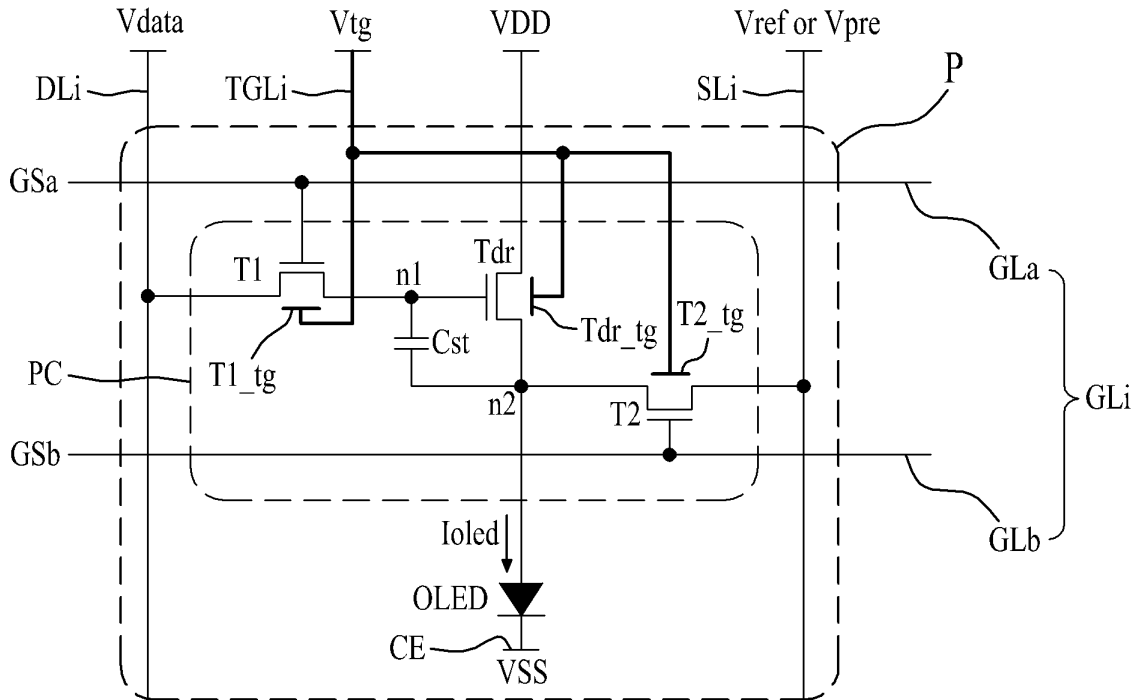 Vdata
Vtg
VDD
Vref or Vpre
DLi
TGLi
SLi
P
GSa
T1
n1
Tdr
GLa
T2_tg
Tdr_tg
Cst
T1_tg
PC
n2
T2
GLi
GSb
GLb
Ioled
OLED
CE
VSS